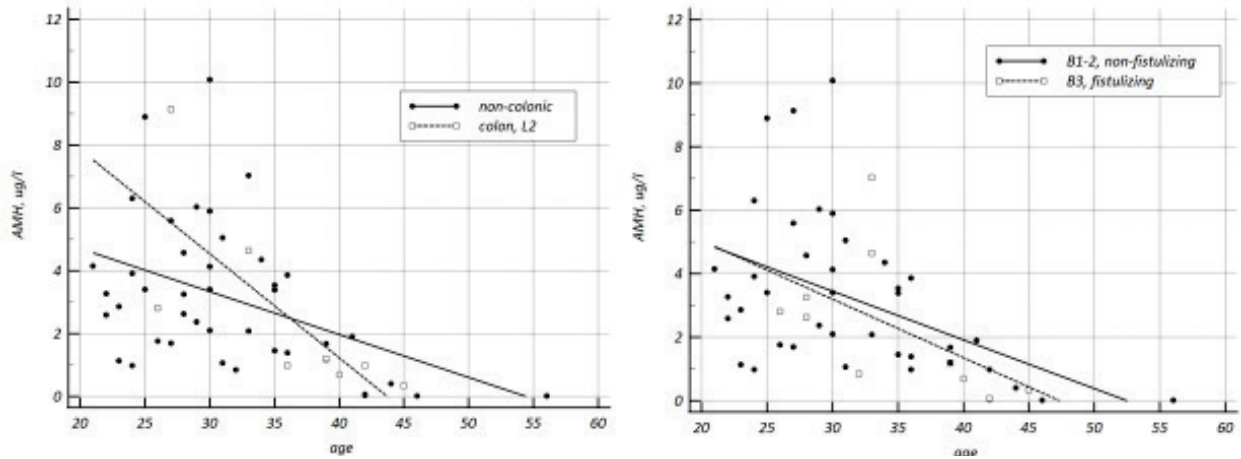 12
10
8
6
4
2
0
AMH, ug/l
non-colonic
colon, L2
20 25 30 35 40 45 50 55 60
age
12
10
8
6
4
2
0
AMH, ug/l
B1-2, non-fistulizing
B3, fistulizing
20 25 30 35 40 45 50 55 60
age